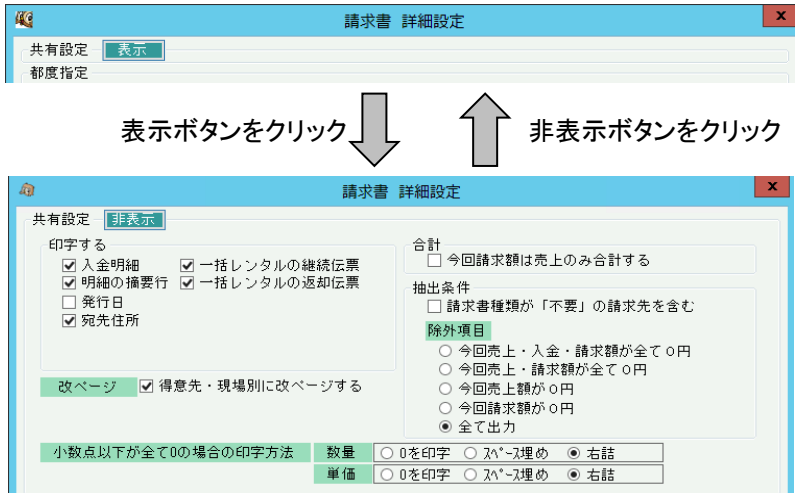 請求書 詳細設定
x
共有設定 表示
都度指定
表示ボタンをクリック
非表示ボタンをクリック
請求書 詳細設定
x
共有設定 非表示
印字する
入金明細 一括レンタルの継続伝票
明細の摘要行 一括レンタルの返却伝票
発行日
宛先住所
合計
今回請求額は売上のみ合計する
抽出条件
請求書種類が「不要」の請求先を含む
除外項目
今回売上・入金・請求額が全て0円
今回売上・請求額が全て0円
今回売上額が0円
今回請求額が0円
全て出力
改ページ 得意先・現場別に改ページする
小数点以下が全て0の場合の印字方法 数量 0を印字 ｽﾍﾟｰｽ埋め 右詰
単価 0を印字 ｽﾍﾟｰｽ埋め 右詰